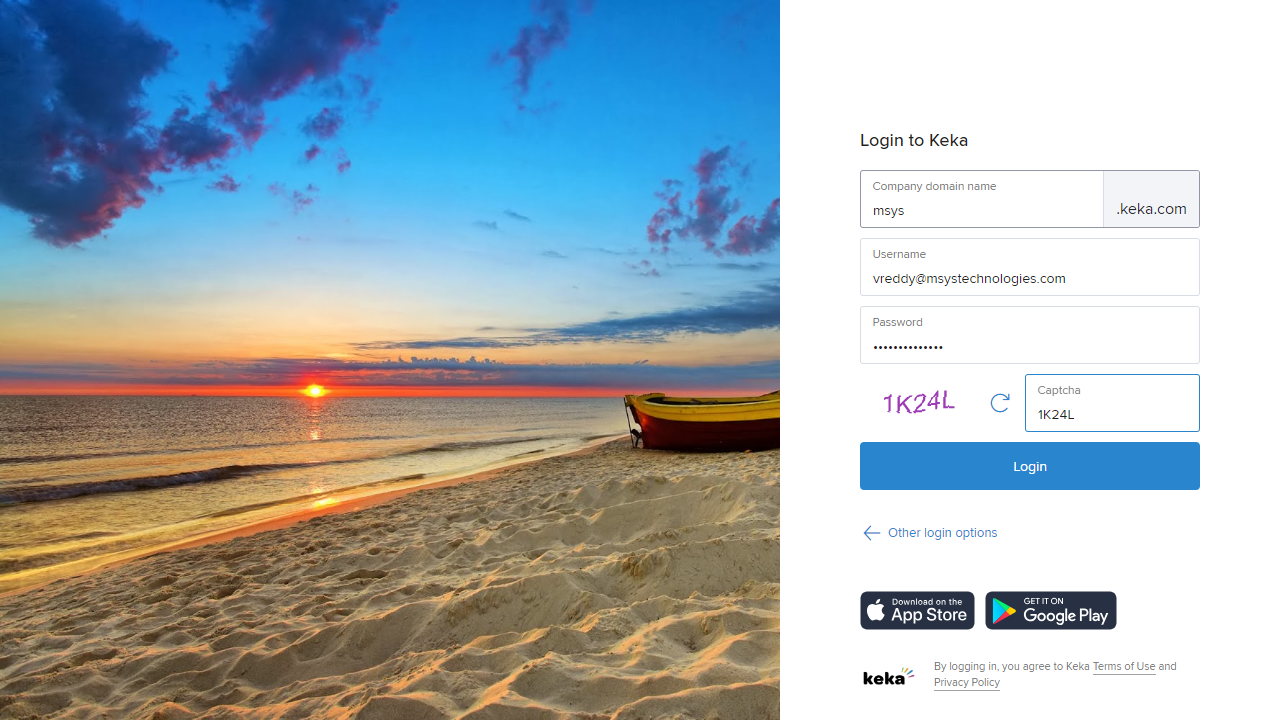 Login to Keka
Company domain name
msys
.keka.com
Username
vreddy@msystechnologies.com
Password
••••••••••••••
1K24L
Captcha
1K24L
Login
Other login options
Download on the
App Store
GET IT ON
Google Play
keka
By logging in, you agree to Keka Terms of Use and
Privacy Policy